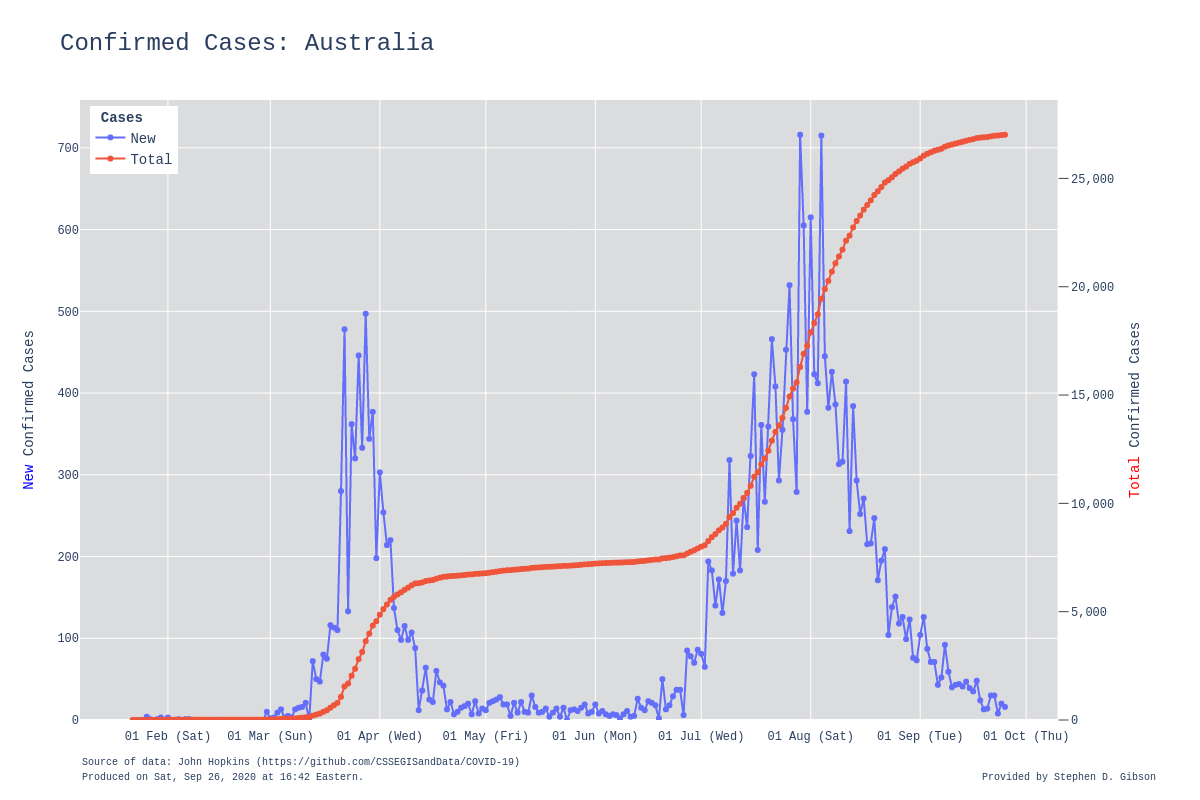 Confirmed Cases: Australia
Cases
New
Total
700
600
500
400
300
200
100
0
25,000
20,000
15,000
10,000
5,000
0
New Confirmed Cases
Total Confirmed Cases
01 Feb (Sat) 01 Mar (Sun) 01 Apr (Wed) 01 May (Fri) 01 Jun (Mon) 01 Jul (Wed) 01 Aug (Sat) 01 Sep (Tue) 01 Oct (Thu)
Source of data: John Hopkins (https://github.com/CSSEGISandData/COVID-19)
Produced on Sat, Sep 26, 2020 at 16:42 Eastern.
Provided by Stephen D. Gibson